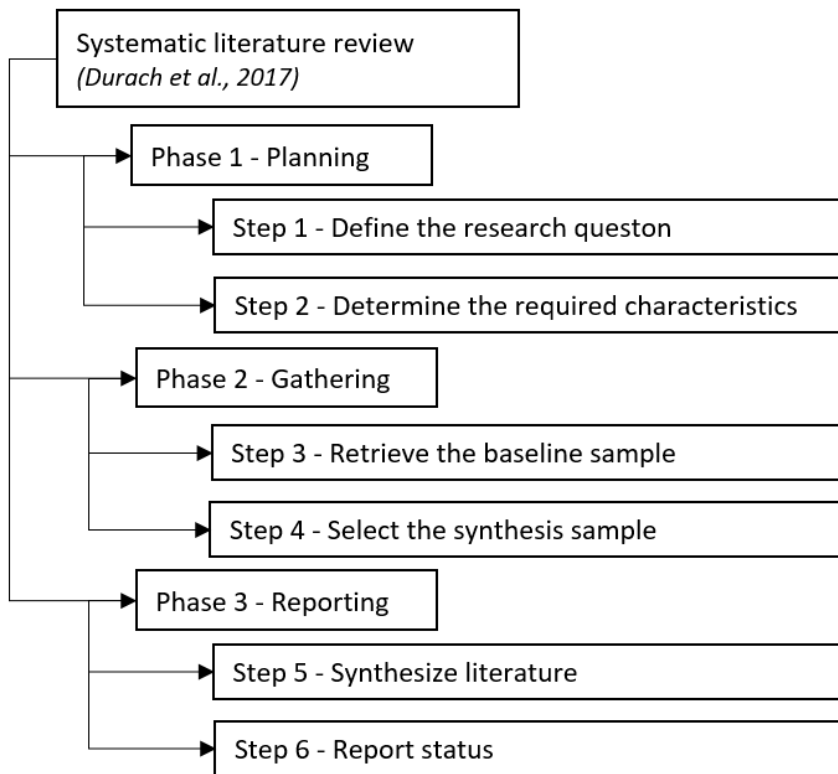 Systematic literature review
(Durach et al., 2017)
Phase 1 - Planning
Step 1 - Define the research queston
Step 2 - Determine the required characteristics
Phase 2 - Gathering
Step 3 - Retrieve the baseline sample
Step 4 - Select the synthesis sample
Phase 3 - Reporting
Step 5 - Synthesize literature
Step 6 - Report status